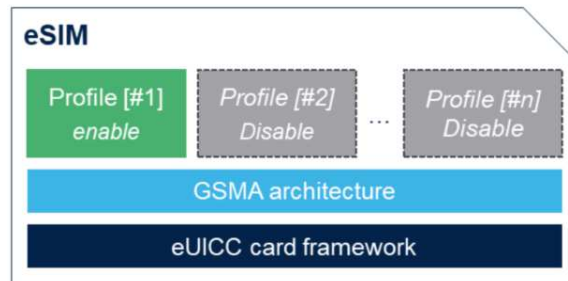 eSIM
Profile [#1]
enable
Profile [#2]
Disable
...
Profile [#n]
Disable
GSMA architecture
eUICC card framework